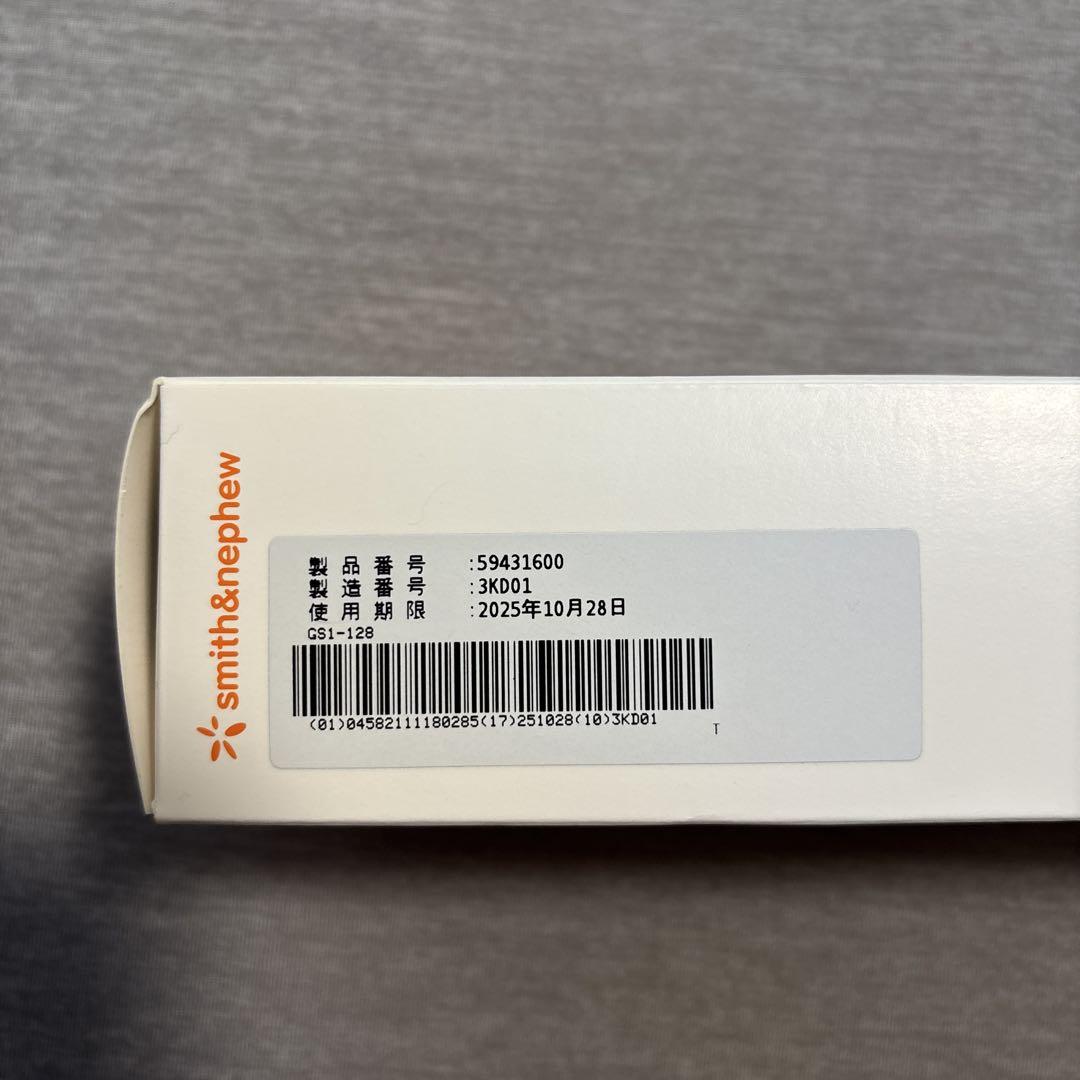 smith&nephew
製品番号 :59431600
製造番号 :3KD01
使用期限 :2025年10月28日
GS1-128
(01)04582111180285(17)251028(10)3KD01
T